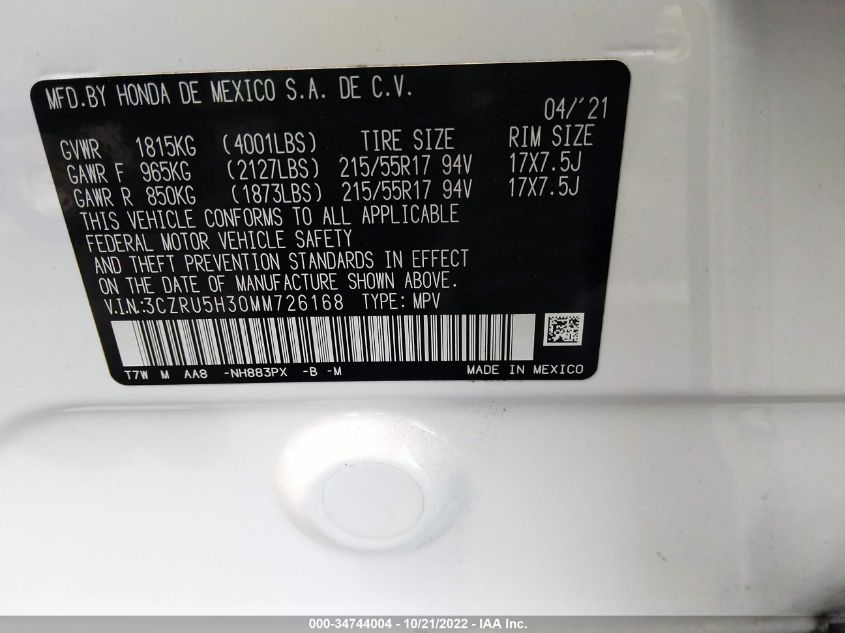 MFD.BY HONDA DE MEXICO S.A. DE C.V.
04/'21
GVWR 1815KG (4001LBS) TIRE SIZE RIM SIZE
GAWR F 965KG (2127LBS) 215/55R17 94V 17X7.5J
GAWR R 850KG (1873LBS) 215/55R17 94V 17X7.5J
THIS VEHICLE CONFORMS TO ALL APPLICABLE
FEDERAL MOTOR VEHICLE SAFETY
AND THEFT PREVENTION STANDARDS IN EFFECT
ON THE DATE OF MANUFACTURE SHOWN ABOVE.
V.I.N.:3CZRU5H30MM726168 TYPE: MPV
T7W M AA8 -NH883PX -B -M MADE IN MEXICO
000-34744004 - 10/21/2022 - IAA Inc.